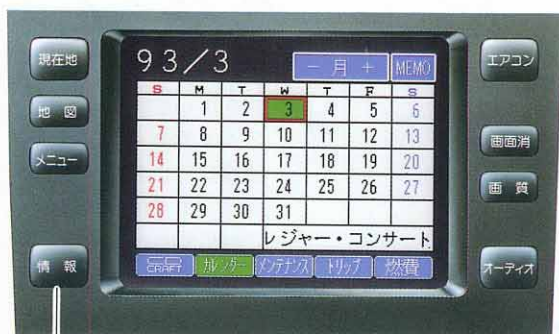 現在地
地図
メニュー
情報
93/3
－ 月 ＋ MEMO
S M T W T F S
1 2 3 4 5 6
7 8 9 10 11 12 13
14 15 16 17 18 19 20
21 22 23 24 25 26 27
28 29 30 31
レジャー・コンサート
CRAFT カレンダー メンテナンス トリップ 燃費
エアコン
画面消
画質
オーディオ